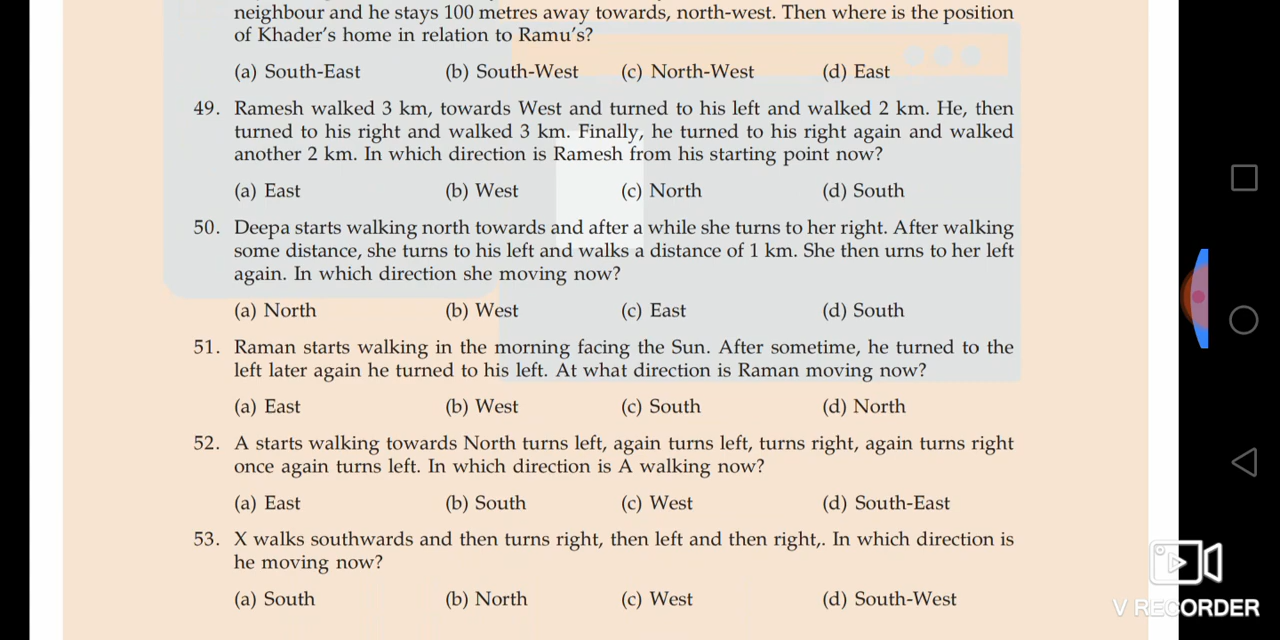 neighbour and he stays 100 metres away towards, north-west. Then where is the position
of Khader's home in relation to Ramu's?
(a) South-East (b) South-West (c) North-West (d) East
49. Ramesh walked 3 km, towards West and turned to his left and walked 2 km. He, then
turned to his right and walked 3 km. Finally, he turned to his right again and walked
another 2 km. In which direction is Ramesh from his starting point now?
(a) East (b) West (c) North (d) South
50. Deepa starts walking north towards and after a while she turns to her right. After walking
some distance, she turns to his left and walks a distance of 1 km. She then urns to her left
again. In which direction she moving now?
(a) North (b) West (c) East (d) South
51. Raman starts walking in the morning facing the Sun. After sometime, he turned to the
left later again he turned to his left. At what direction is Raman moving now?
(a) East (b) West (c) South (d) North
52. A starts walking towards North turns left, again turns left, turns right, again turns right
once again turns left. In which direction is A walking now?
(a) East (b) South (c) West (d) South-East
53. X walks southwards and then turns right, then left and then right,. In which direction is
he moving now?
(a) South (b) North (c) West (d) South-West
V RECORDER